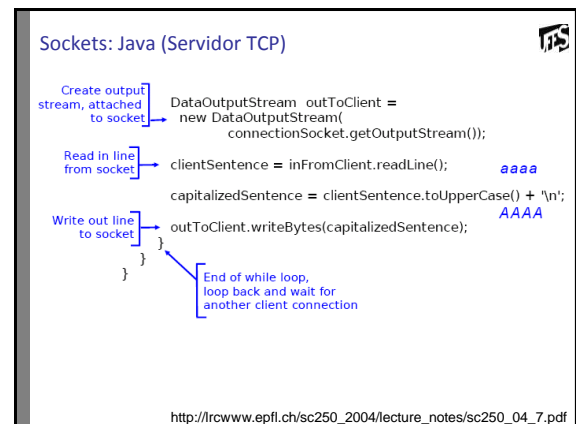 Sockets: Java (Servidor TCP)
IFES
Create output
stream, attached
to socket
DataOutputStream outToClient =
new DataOutputStream(
connectionSocket.getOutputStream());
Read in line
from socket
clientSentence = inFromClient.readLine();
aaaa
capitalizedSentence = clientSentence.toUpperCase() + '\n';
AAAA
Write out line
to socket
outToClient.writeBytes(capitalizedSentence);
}
}
}
End of while loop,
loop back and wait for
another client connection
http://lrcwww.epfl.ch/sc250_2004/lecture_notes/sc250_04_7.pdf